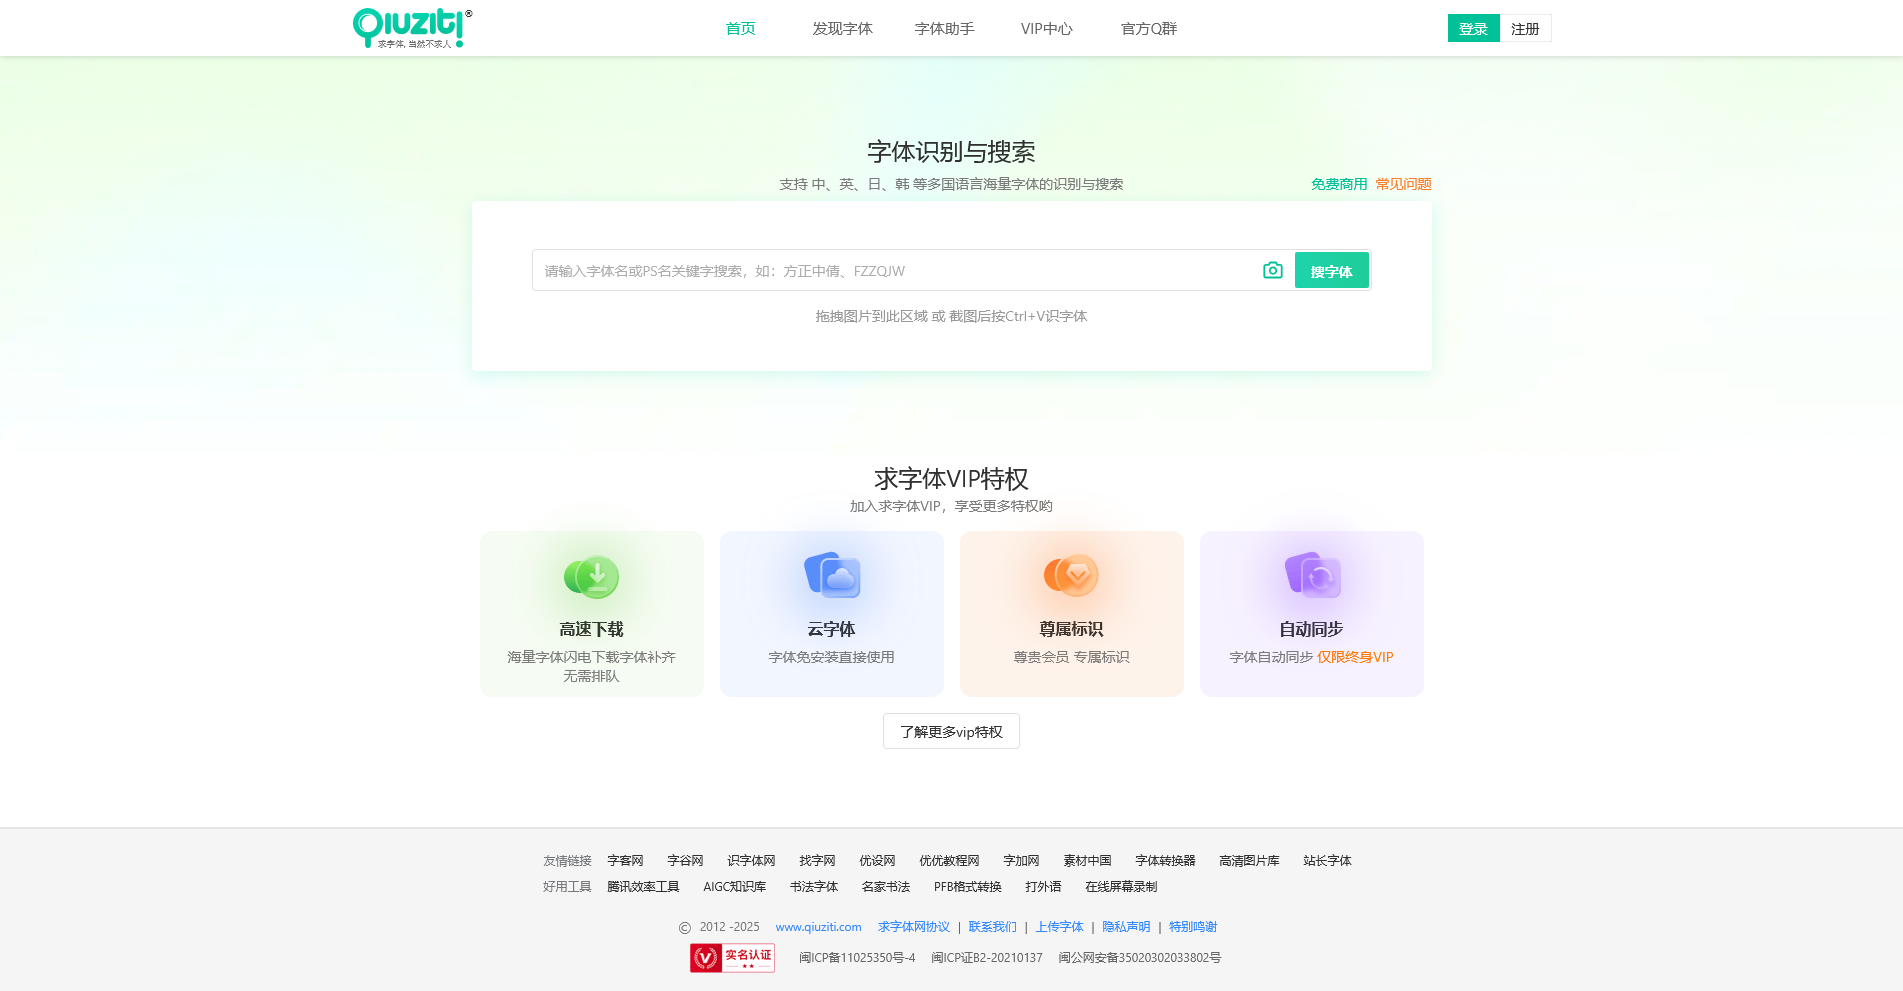 Qiuziti!®
求字体, 当然不求人
首页 发现字体 字体助手 VIP中心 官方Q群 登录 注册
字体识别与搜索
支持 中、英、日、韩 等多国语言海量字体的识别与搜索 免费商用 常见问题
请输入字体名或PS名关键字搜索，如：方正中倩、FZZQJW 搜字体
拖拽图片到此区域 或 截图后按Ctrl+V识字体
求字体VIP特权
加入求字体VIP，享受更多特权哟
高速下载 云字体 尊属标识 自动同步
海量字体闪电下载字体补齐 字体免安装直接使用 尊贵会员 专属标识 字体自动同步 仅限终身VIP
无需排队
了解更多vip特权
友情链接 字客网 字谷网 识字体网 找字网 优设网 优优教程网 字加网 素材中国 字体转换器 高清图片库 站长字体
好用工具 腾讯效率工具 AIGC知识库 书法字体 名家书法 PFB格式转换 打外语 在线屏幕录制
© 2012 -2025 www.qiuziti.com 求字体网协议 | 联系我们 | 上传字体 | 隐私声明 | 特别鸣谢
实名认证 闽ICP备11025350号-4 闽ICP证B2-20210137 闽公网安备35020302033802号